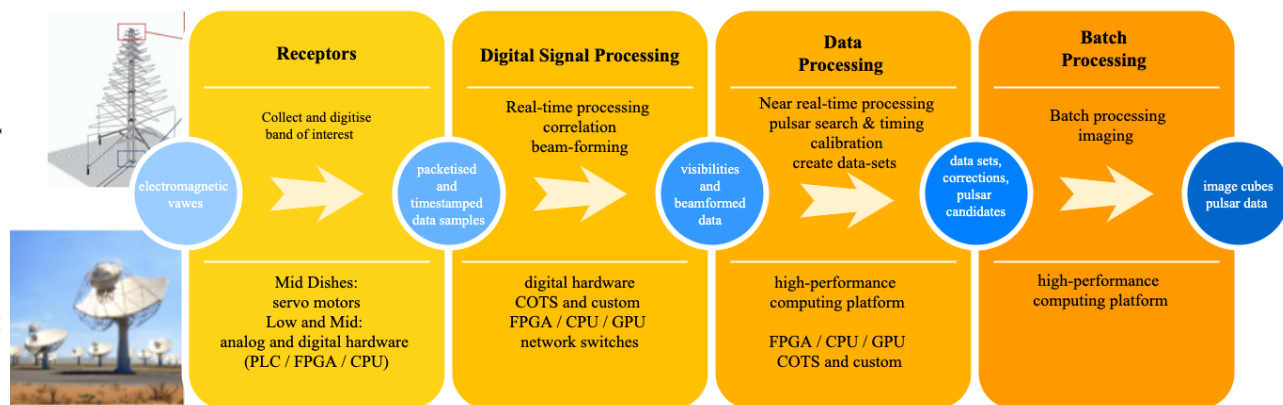 Receptors
Collect and digitise
band of interest
electromagnetic
vawes
Mid Dishes:
servo motors
Low and Mid:
analog and digital hardware
(PLC / FPGA / CPU)
packetised
and
timestamped
data samples
Digital Signal Processing
Real-time processing
correlation
beam-forming
digital hardware
COTS and custom
FPGA / CPU / GPU
network switches
visibilities
and
beamformed
data
Data
Processing
Near real-time processing
pulsar search & timing
calibration
create data-sets
high-performance
computing platform
FPGA / CPU / GPU
COTS and custom
data sets,
corrections,
pulsar
candidates
Batch
Processing
Batch processing
imaging
high-performance
computing platform
image cubes
pulsar data